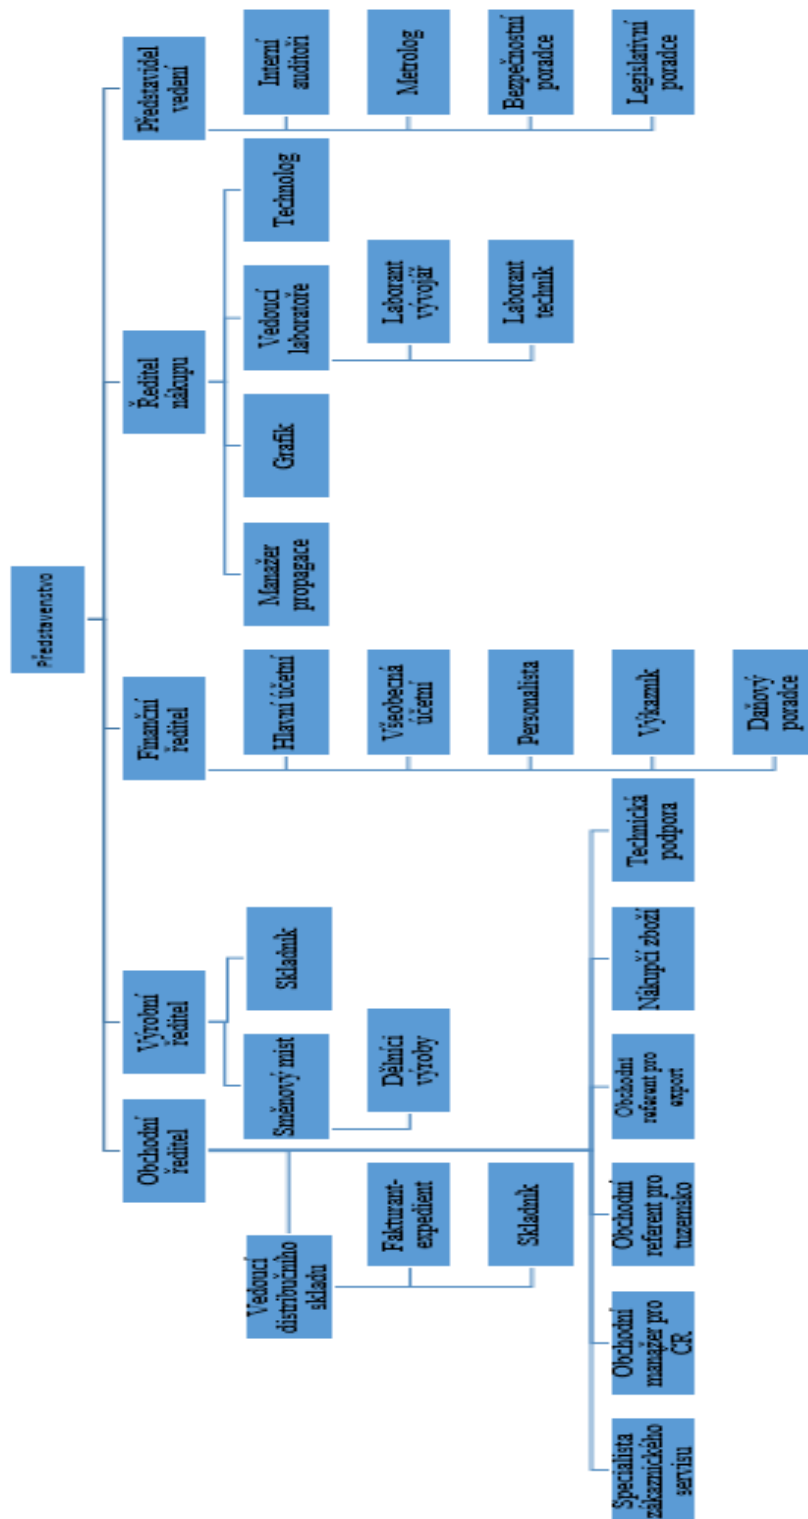 Představenstvo
Obchodní
ředitel
Výrobní
ředitel
Finanční
ředitel
Ředitel
nákupu
Představidel
vedení
Vedoucí
distribučního
skladu
Směnový mist
Skladník
Hlavní účetní
Manažer
propagace
Grafik
Vedoucí
laboratoře
Technolog
Interní
auditoři
Fakturant-
expedient
Dělníci
výroby
Všeobecná
účetní
Laborant
vývojář
Metrolog
Skladník
Personalista
Laborant
technik
Bezpečnostní
poradce
Specialista
zákaznického
servisu
Obchodní
manažer pro
ČR
Obchodní
referent pro
tuzemsko
Obchodní
referent pro
export
Nákupčí zboží
Technická
podpora
Výkazník
Legislativní
poradce
Daňový
poradce